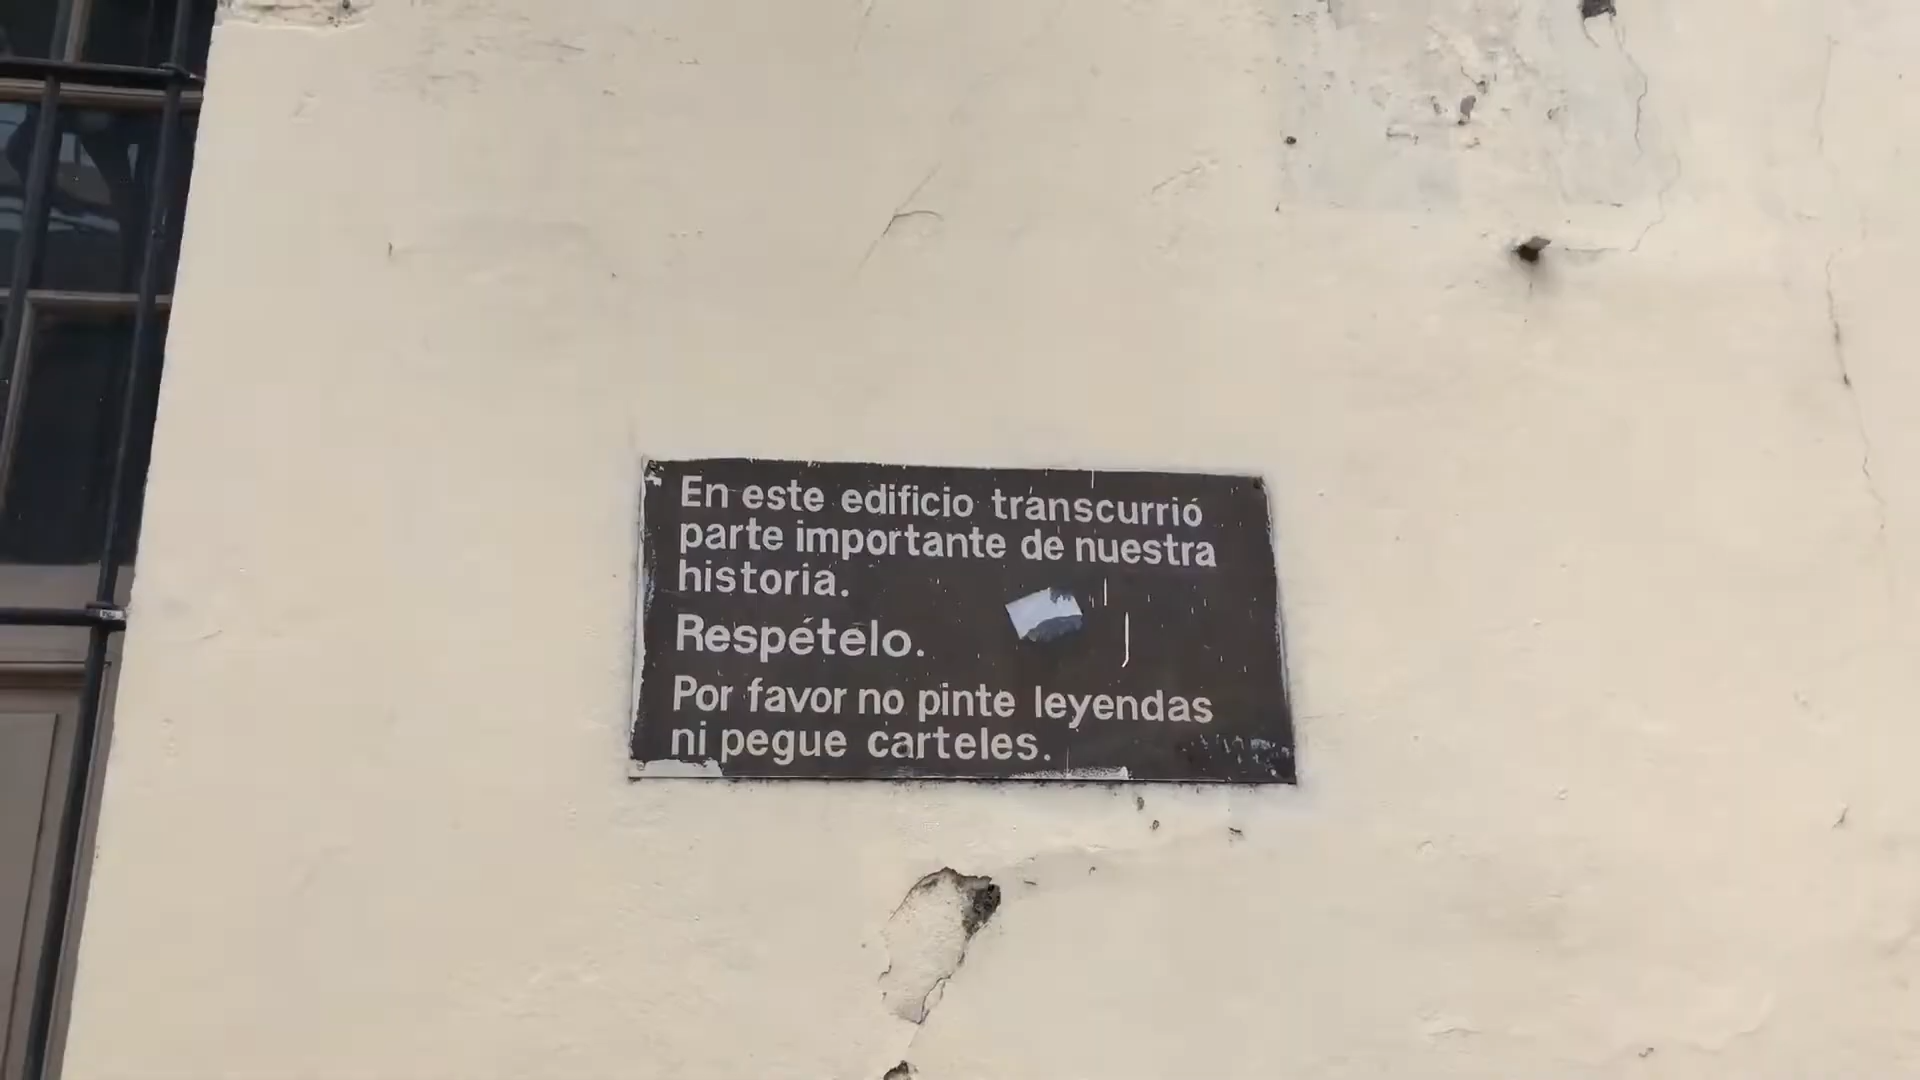 En este edificio transcurrió
parte importante de nuestra
historia.
Respételo.
Por favor no pinte leyendas
ni pegue carteles.